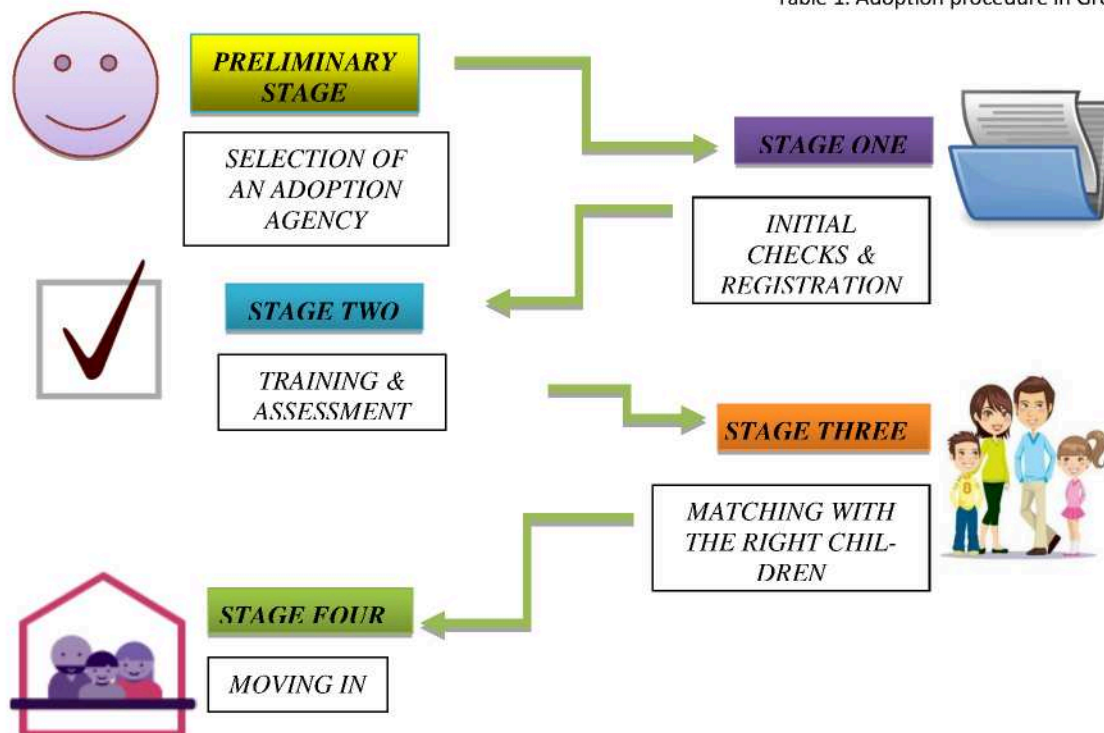 Table 1. Adoption procedure in Gr
PRELIMINARY
STAGE
SELECTION OF
AN ADOPTION
AGENCY
STAGE ONE
INITIAL
CHECKS &
REGISTRATION
STAGE TWO
TRAINING &
ASSESSMENT
STAGE THREE
MATCHING WITH
THE RIGHT CHIL-
DREN
STAGE FOUR
MOVING IN
8